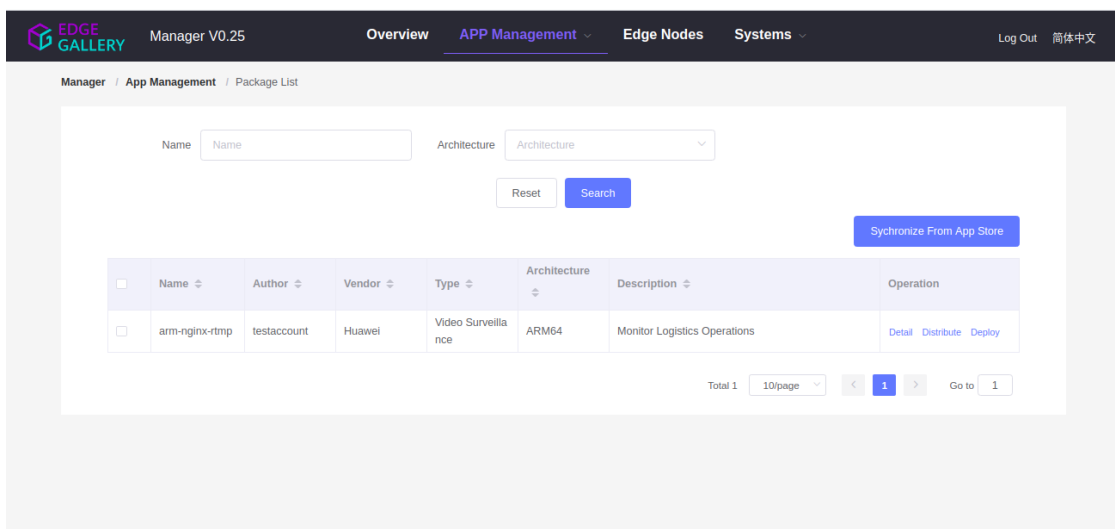 EDGE
GALLERY
Manager V0.25
Overview
APP Management
Edge Nodes
Systems
Log Out
简体中文
Manager / App Management / Package List
Name
Name
Architecture
Architecture
Reset
Search
Sychronize From App Store
Name
Author
Vendor
Type
Architecture
Description
Operation
arm-nginx-rtmp
testaccount
Huawei
Video Surveilla
nce
ARM64
Monitor Logistics Operations
Detail Distribute Deploy
Total 1
10/page
<
1
>
Go to
1